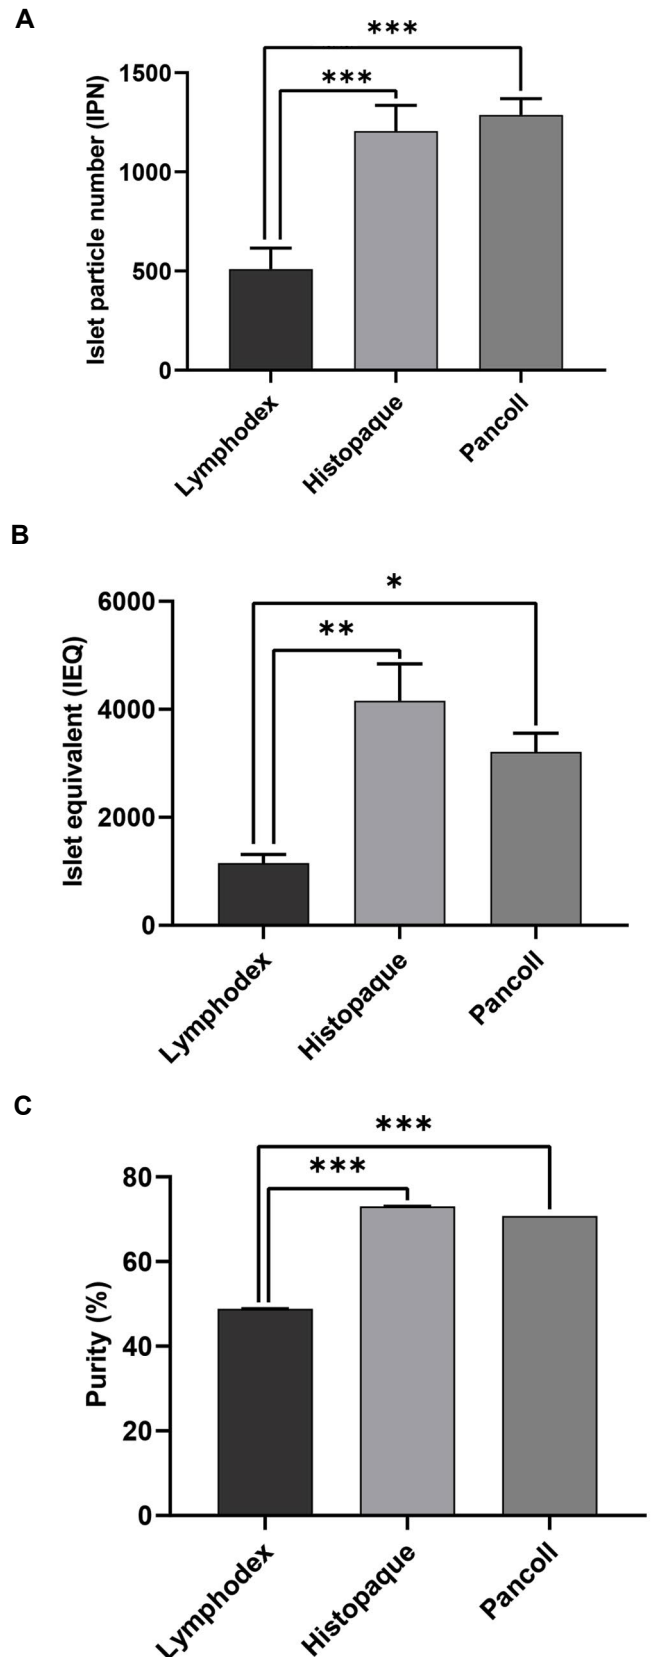 A
***
***
1500
1000
500
0
Islet particle number (IPN)
Lymphodex
Histopaque
Pancoll
B
*
**
6000
4000
2000
0
Islet equivalent (IEQ)
Lymphodex
Histopaque
Pancoll
C
***
***
80
60
40
20
0
Purity (%)
Lymphodex
Histopaque
Pancoll